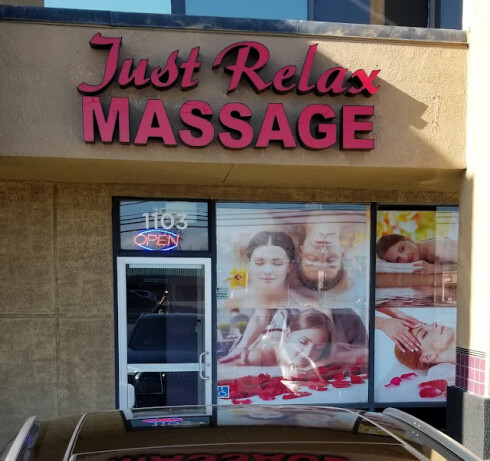 Just Relax
MASSAGE
1103
OPEN